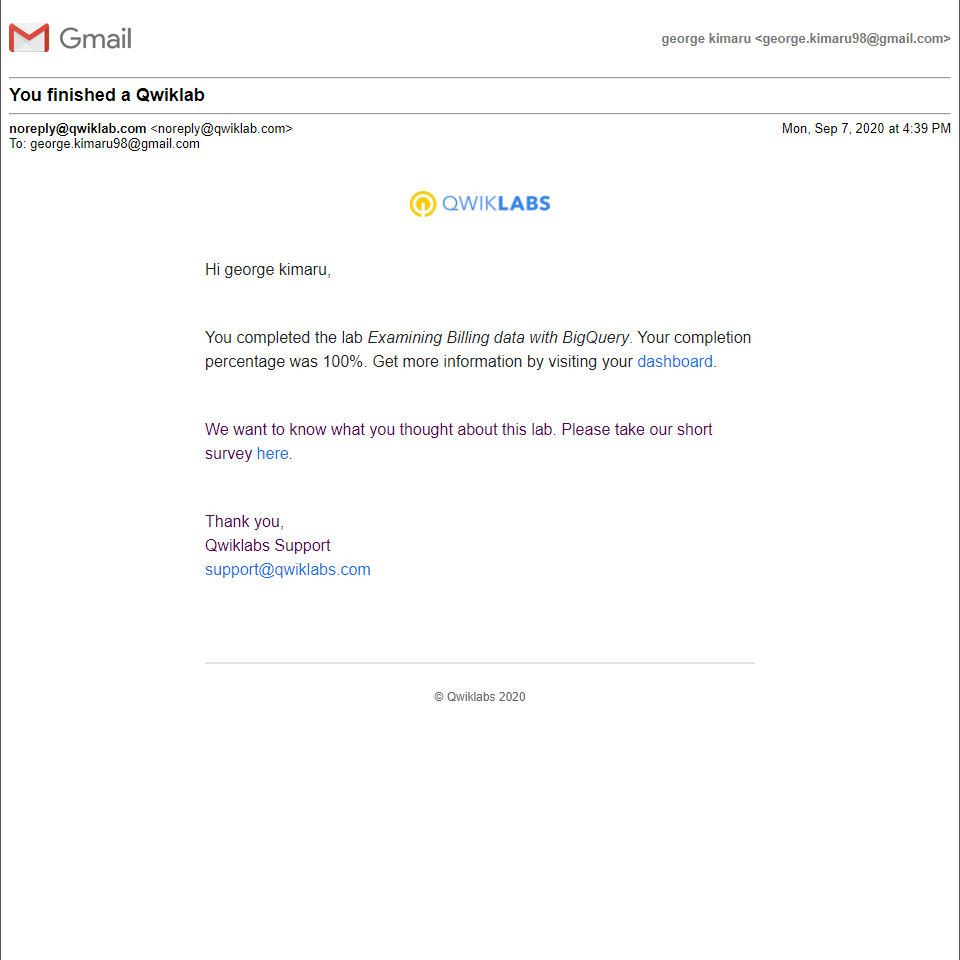 Gmail
george kimaru <george.kimaru98@gmail.com>
You finished a Qwiklab
noreply@qwiklab.com <noreply@qwiklab.com>
Mon, Sep 7, 2020 at 4:39 PM
To: george.kimaru98@gmail.com
QWIKLABS
Hi george kimaru,
You completed the lab Examining Billing data with BigQuery. Your completion
percentage was 100%. Get more information by visiting your dashboard.
We want to know what you thought about this lab. Please take our short
survey here.
Thank you,
Qwiklabs Support
support@qwiklabs.com
© Qwiklabs 2020